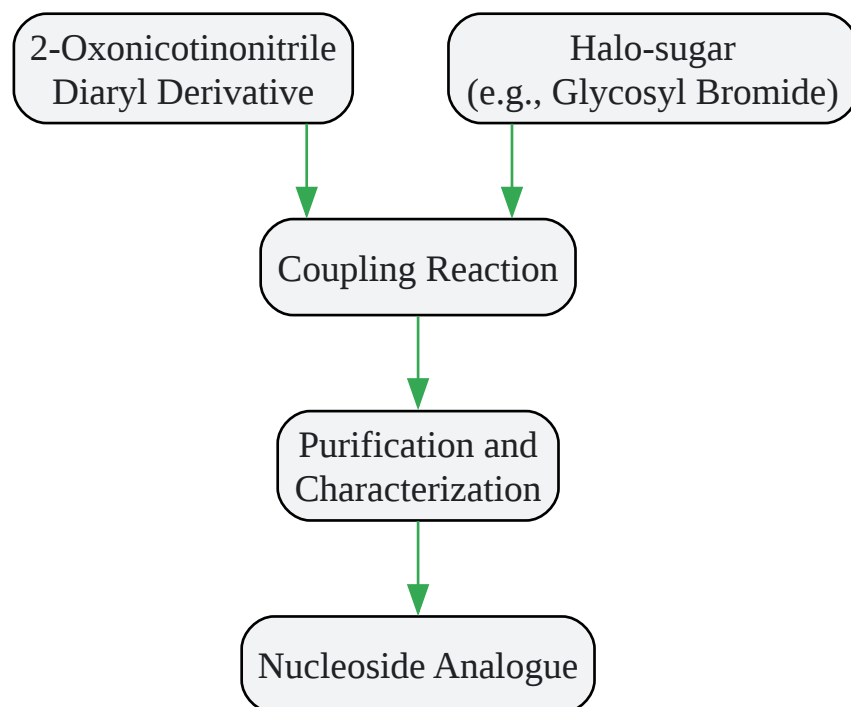 2-Oxonicotinonitrile
Diaryl Derivative
Halo-sugar
(e.g., Glycosyl Bromide)
Coupling Reaction
Purification and
Characterization
Nucleoside Analogue